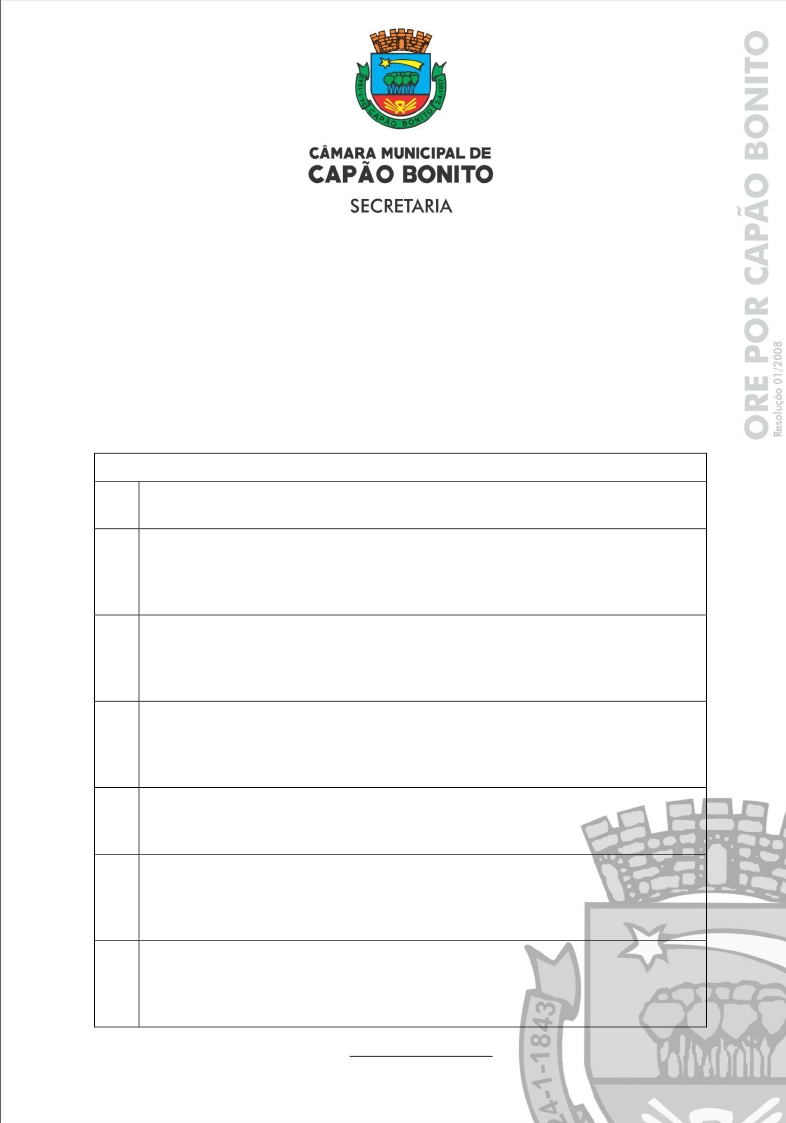 CAPÃO BONITO
CÂMARA MUNICIPAL DE
CAPÃO BONITO
SECRETARIA
ORE POR CAPÃO BONITO
Resolução 01/2008
24-1-1843